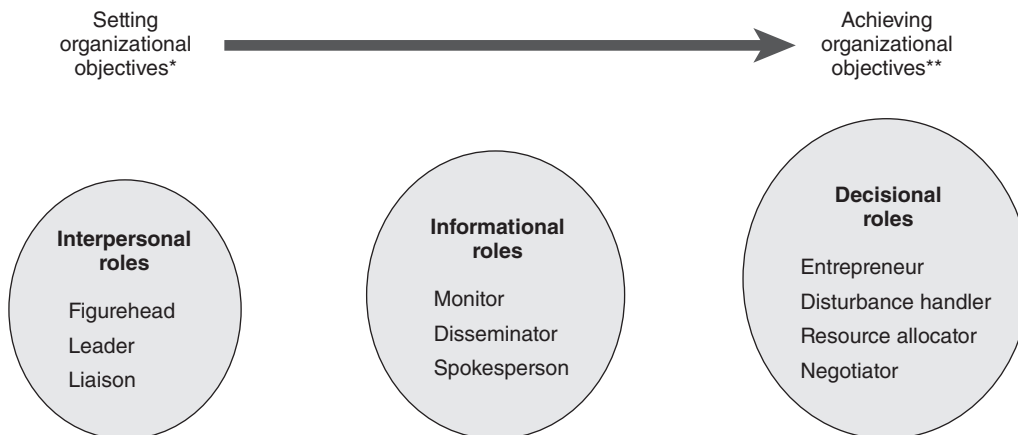 Setting
organizational
objectives*
Achieving
organizational
objectives**
Interpersonal
roles
Figurehead
Leader
Liaison
Informational
roles
Monitor
Disseminator
Spokesperson
Decisional
roles
Entrepreneur
Disturbance handler
Resource allocator
Negotiator